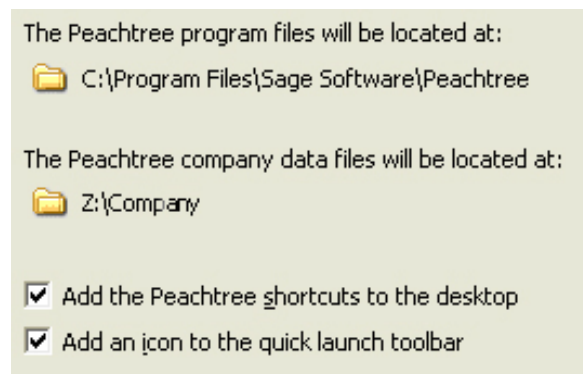 The Peachtree program files will be located at:
C:\Program Files\Sage Software\Peachtree
The Peachtree company data files will be located at:
Z:\Company
Add the Peachtree shortcuts to the desktop
Add an icon to the quick launch toolbar